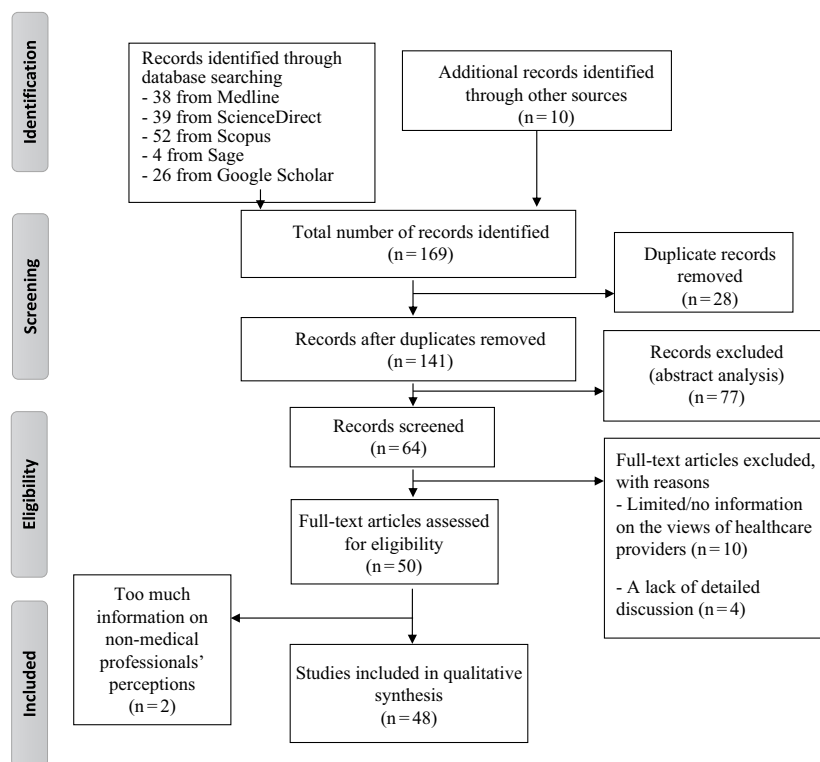 Identification
Records identified through
database searching
- 38 from Medline
- 39 from ScienceDirect
- 52 from Scopus
- 4 from Sage
- 26 from Google Scholar
Additional records identified
through other sources
(n = 10)
Screening
Total number of records identified
(n = 169)
Duplicate records
removed
(n = 28)
Records after duplicates removed
(n = 141)
Records excluded
(abstract analysis)
(n = 77)
Eligibility
Records screened
(n = 64)
Full-text articles excluded,
with reasons
- Limited/no information
on the views of healthcare
providers (n = 10)
- A lack of detailed
discussion (n = 4)
Full-text articles assessed
for eligibility
(n = 50)
Included
Too much
information on
non-medical
professionals’
perceptions
(n = 2)
Studies included in qualitative
synthesis
(n = 48)